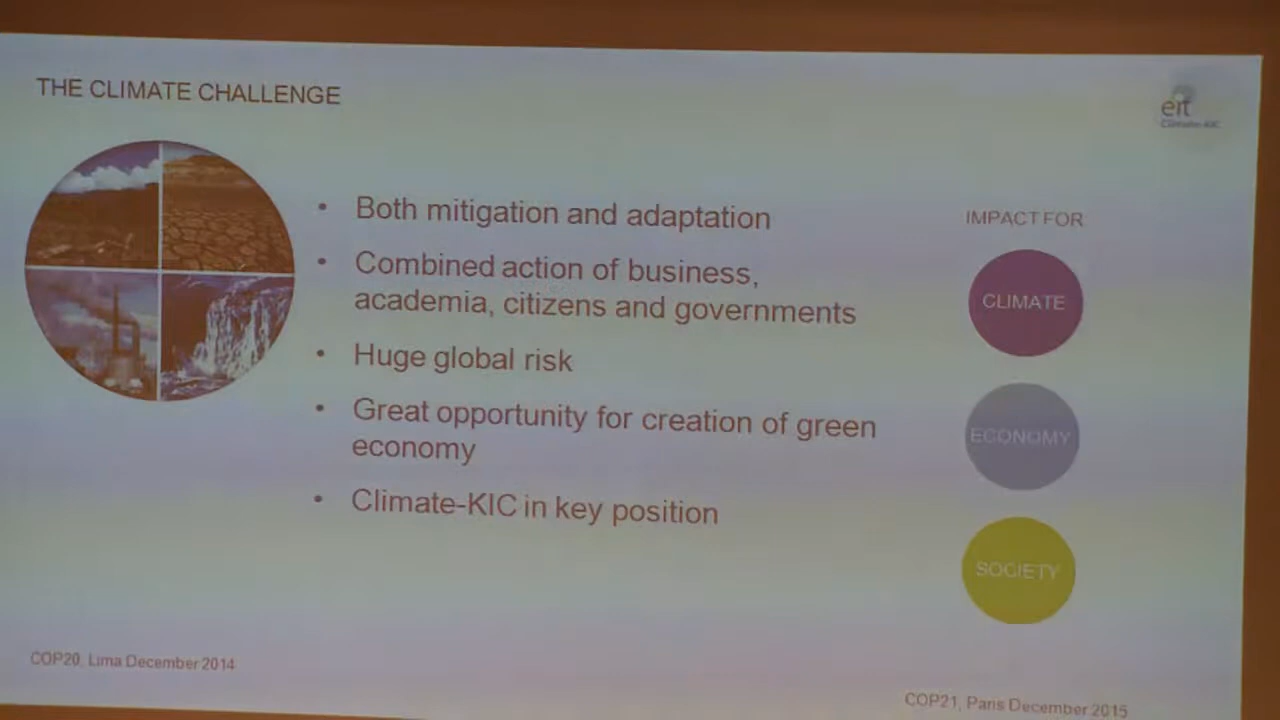 THE CLIMATE CHALLENGE
eit
Climate-KIC
• Both mitigation and adaptation
• Combined action of business,
academia, citizens and governments
• Huge global risk
• Great opportunity for creation of green
economy
• Climate-KIC in key position
IMPACT FOR
CLIMATE
ECONOMY
SOCIETY
COP20, Lima December 2014
COP21, Paris December 2015